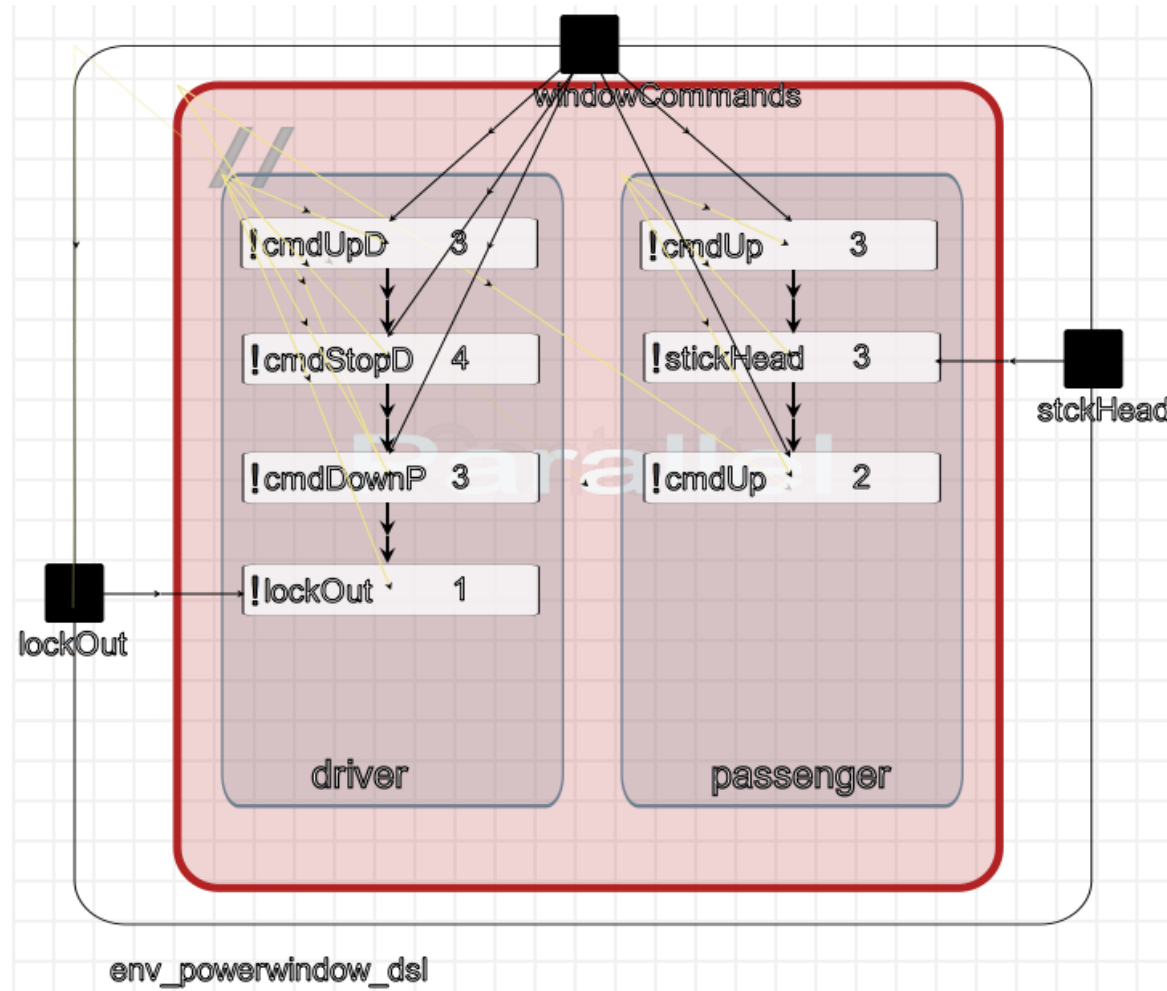 windowCommands
//
!cmdUpD 3
!cmdUp 3
!cmdStopD 4
!stickHead 3
stckHead
Parallel
!cmdDownP 3
!cmdUp 2
!lockOut 1
lockOut
driver
passenger
env_powerwindow_dsl